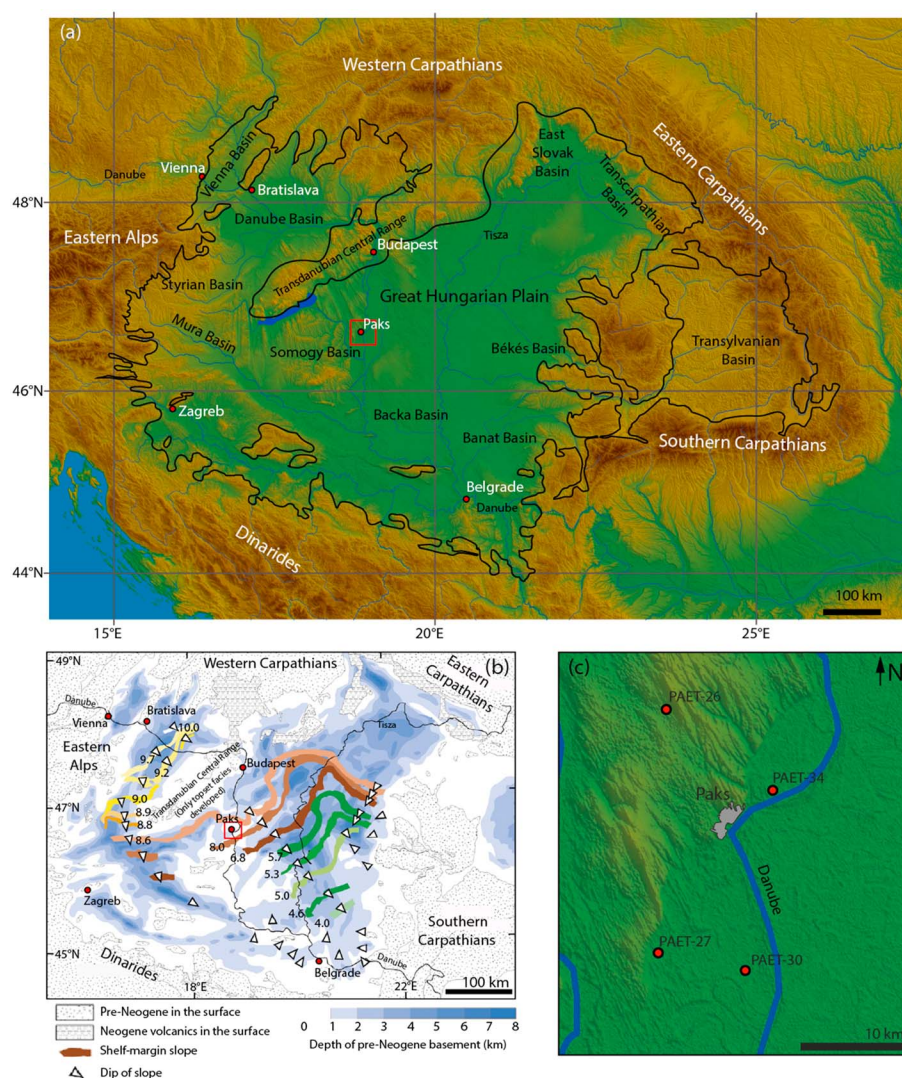 (a)
Western Carpathians
East
Slovak
Basin
Eastern Carpathians
Transcarpathian
Basin
Vienna
Vienna Basin
Danube
Bratislava
48°N
Danube Basin
Tisza
Eastern Alps
Budapest
Transdanubian Central Range
Styrian Basin
Great Hungarian Plain
Paks
Mura Basin
Somogy Basin
Békés Basin
Transylvanian
Basin
46°N
Zagreb
Backa Basin
Banat Basin
Southern Carpathians
Belgrade
Danube
Dinarides
44°N
100 km
15°E
20°E
25°E
(b)
49°N
Western Carpathians
Eastern
Carpathians
Danube
Bratislava
Vienna
10.0
Tisza
Eastern
Alps
9.7
9.2
Transdanubian Central Range
(Only topset facies
developed)
Budapest
9.0
47°N
8.9
8.8
Paks
8.6
8.0
6.8
5.7
5.3
5.0
Zagreb
4.6
4.0
Southern
Carpathians
45°N
Dinarides
Belgrade
Danube
100 km
18°E
22°E
Pre-Neogene in the surface
Neogene volcanics in the surface
Shelf-margin slope
Dip of slope
0 1 2 3 4 5 6 7 8
Depth of pre-Neogene basement (km)
(c)
N
PAET-26
PAET-34
Paks
Danube
PAET-27
PAET-30
10 km